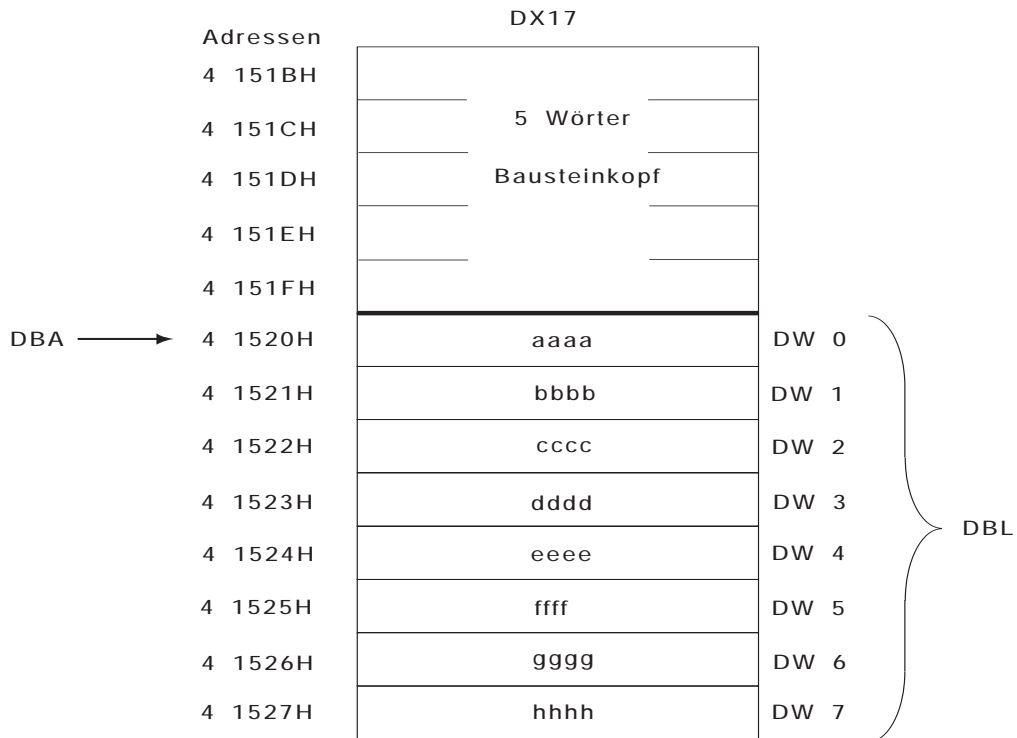 DX17
Adressen
4 151BH
4 151CH 5 Wörter
4 151DH Bausteinkopf
4 151EH
4 151FH
DBA 4 1520H aaaa DW 0
4 1521H bbbb DW 1
4 1522H cccc DW 2
4 1523H dddd DW 3
DBL
4 1524H eeee DW 4
4 1525H ffff DW 5
4 1526H gggg DW 6
4 1527H hhhh DW 7